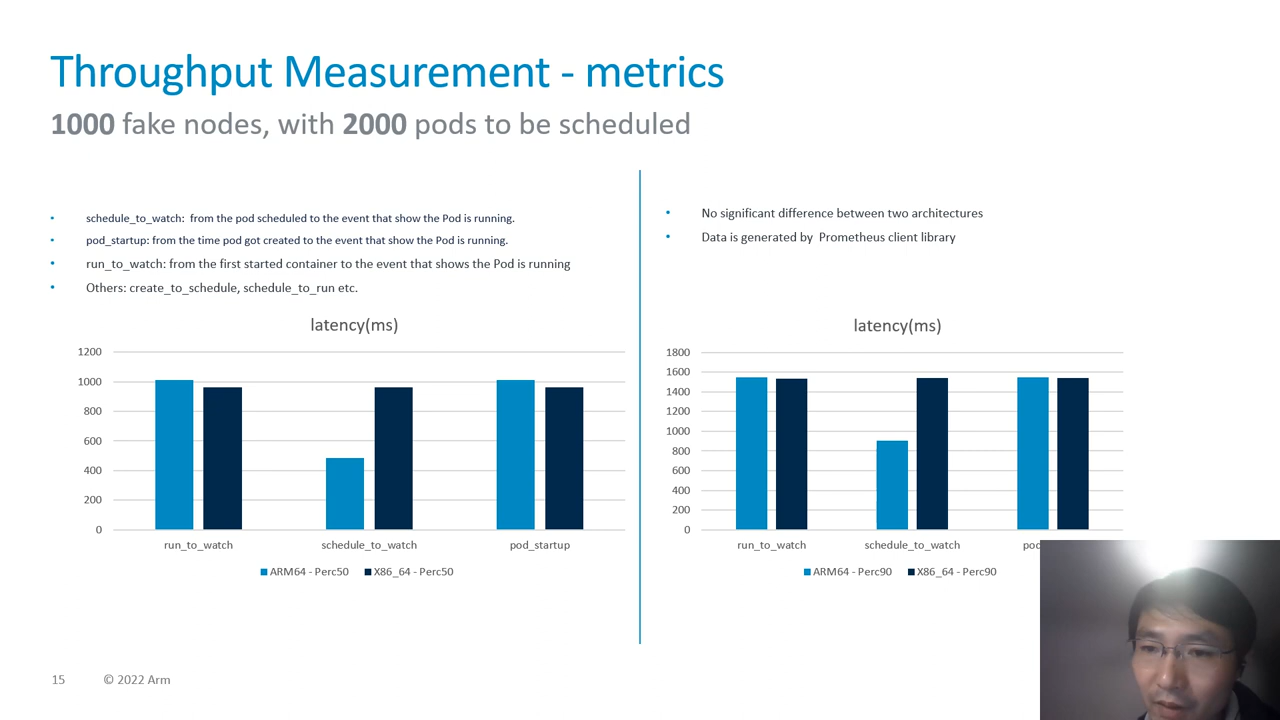 Throughput Measurement - metrics
1000 fake nodes, with 2000 pods to be scheduled
• schedule_to_watch: from the pod scheduled to the event that show the Pod is running.
• pod_startup: from the time pod got created to the event that show the Pod is running.
• run_to_watch: from the first started container to the event that shows the Pod is running
• Others: create_to_schedule, schedule_to_run etc.
latency(ms)
1200
1000
800
600
400
200
0
run_to_watch schedule_to_watch pod_startup
ARM64 - Perc50 X86_64 - Perc50
• No significant difference between two architectures
• Data is generated by Prometheus client library
latency(ms)
1800
1600
1400
1200
1000
800
600
400
200
0
run_to_watch schedule_to_watch
ARM64 - Perc90 X86_64 - Perc90
15 © 2022 Arm